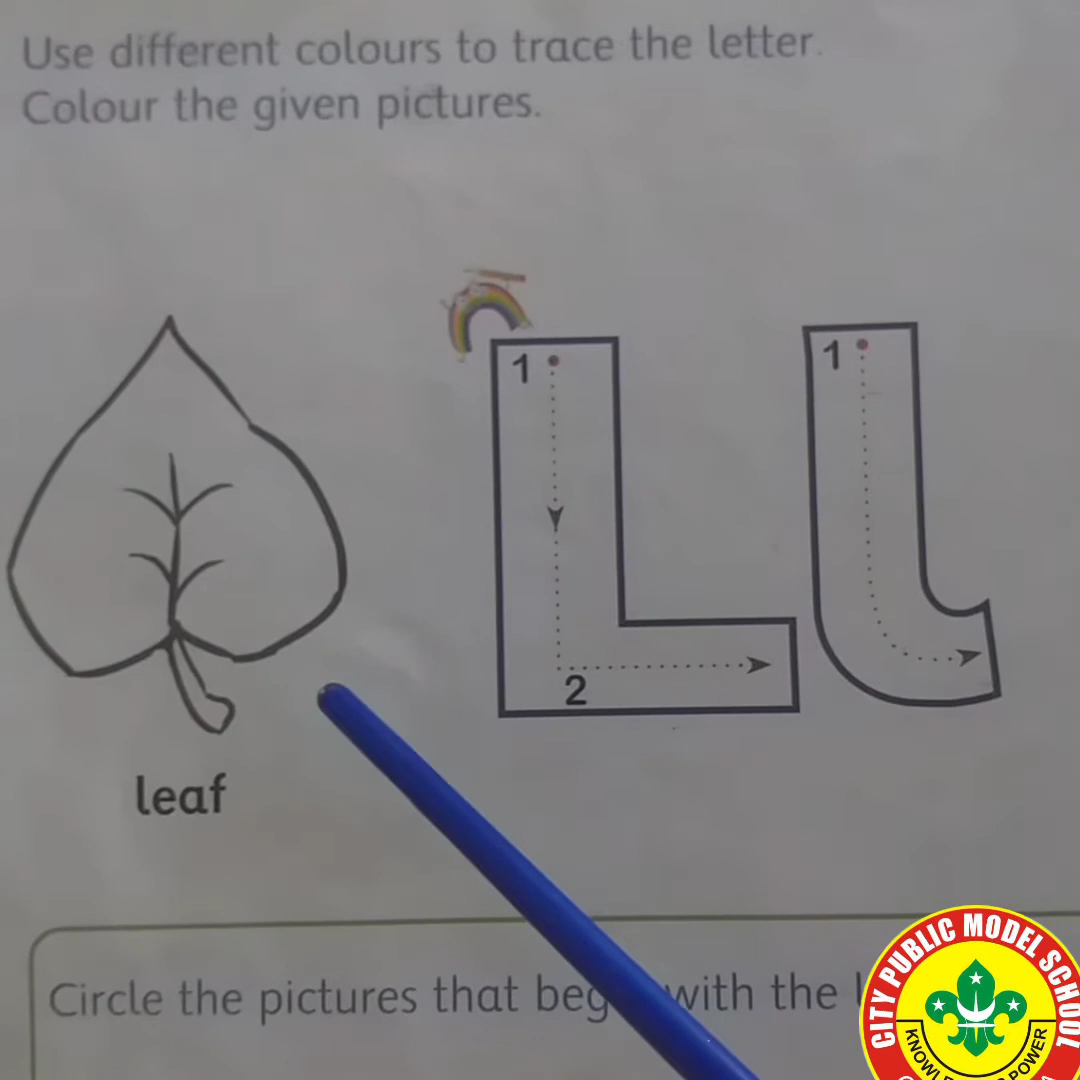 Use different colours to trace the letter.
Colour the given pictures.
1
1
2
leaf
Circle the pictures that with the
CITY PUBLIC MODEL SCHOOL